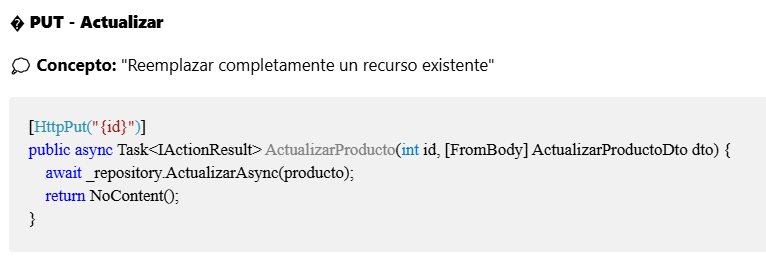 � PUT - Actualizar
💭 Concepto: "Reemplazar completamente un recurso existente"
[HttpPut("{id}")]
public async Task<IActionResult> ActualizarProducto(int id, [FromBody] ActualizarProductoDto dto) {
    await _repository.ActualizarAsync(producto);
    return NoContent();
}